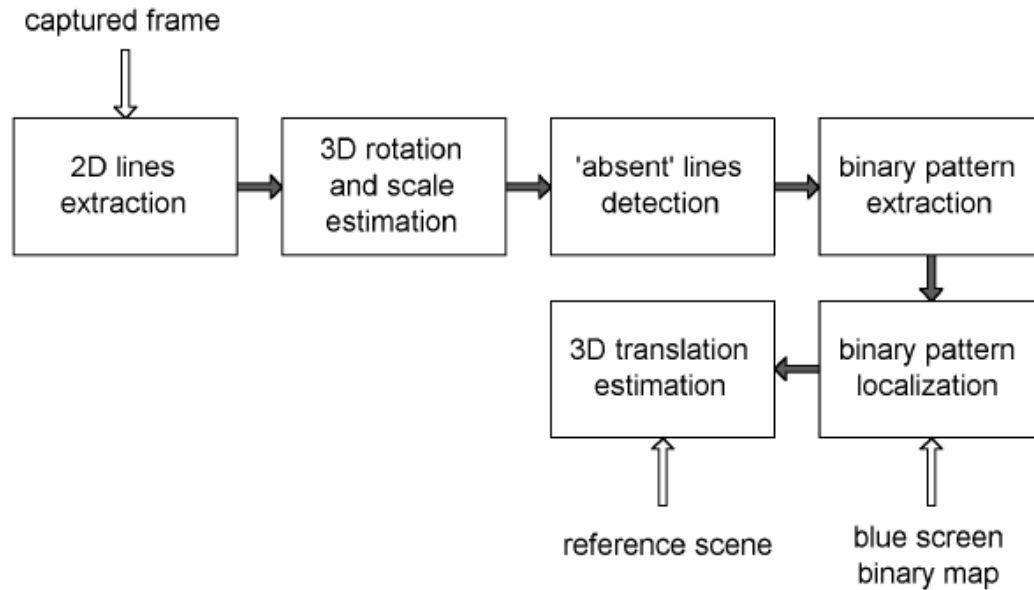 captured frame
2D lines
extraction
3D rotation
and scale
estimation
'absent' lines
detection
binary pattern
extraction
3D translation
estimation
binary pattern
localization
reference scene
blue screen
binary map